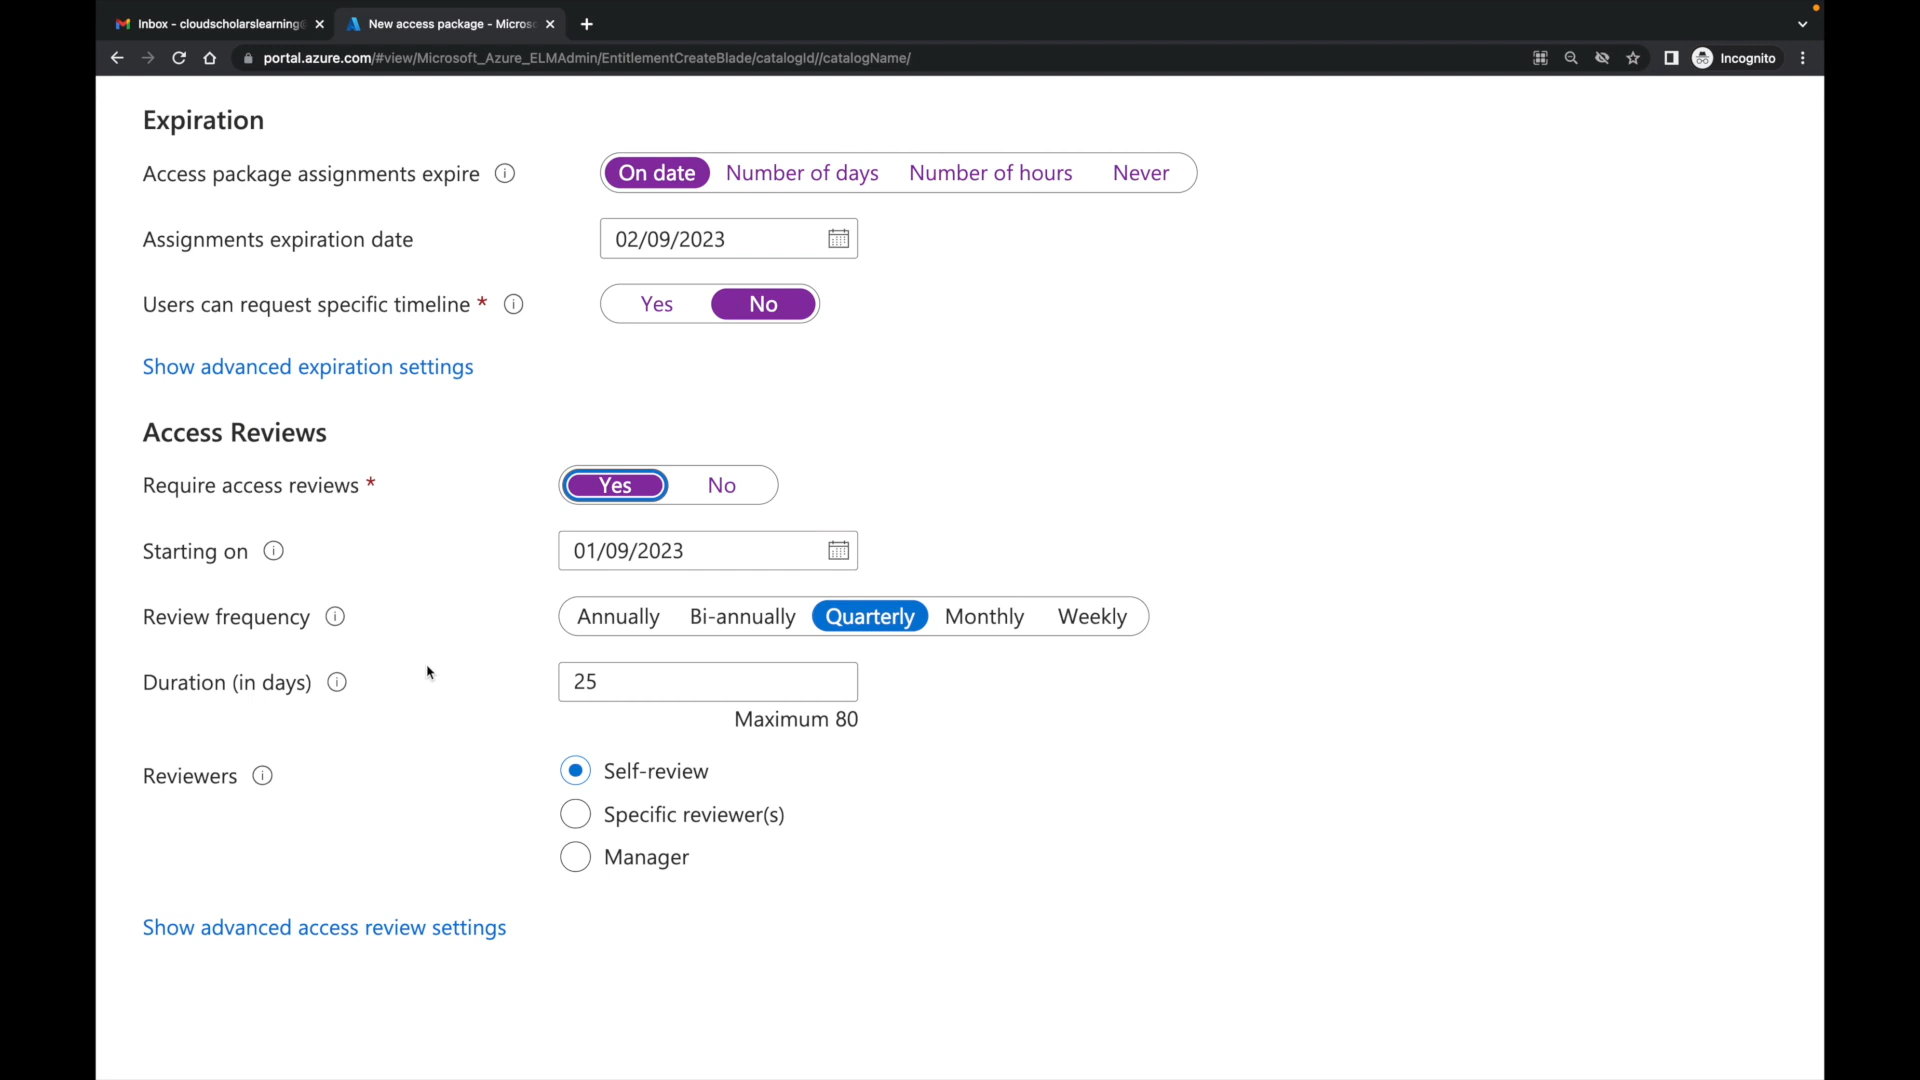 Inbox - cloudscholarslearning@
New access package - Micros
portal.azure.com/#view/Microsoft_Azure_ELMAdmin/EntitlementCreateBlade/catalogId//catalogName/
Incognito
Expiration
Access package assignments expire
On date Number of days Number of hours Never
Assignments expiration date
02/09/2023
Users can request specific timeline *
Yes No
Show advanced expiration settings
Access Reviews
Require access reviews *
Yes No
Starting on
01/09/2023
Review frequency
Annually Bi-annually Quarterly Monthly Weekly
Duration (in days)
25
Maximum 80
Reviewers
Self-review
Specific reviewer(s)
Manager
Show advanced access review settings